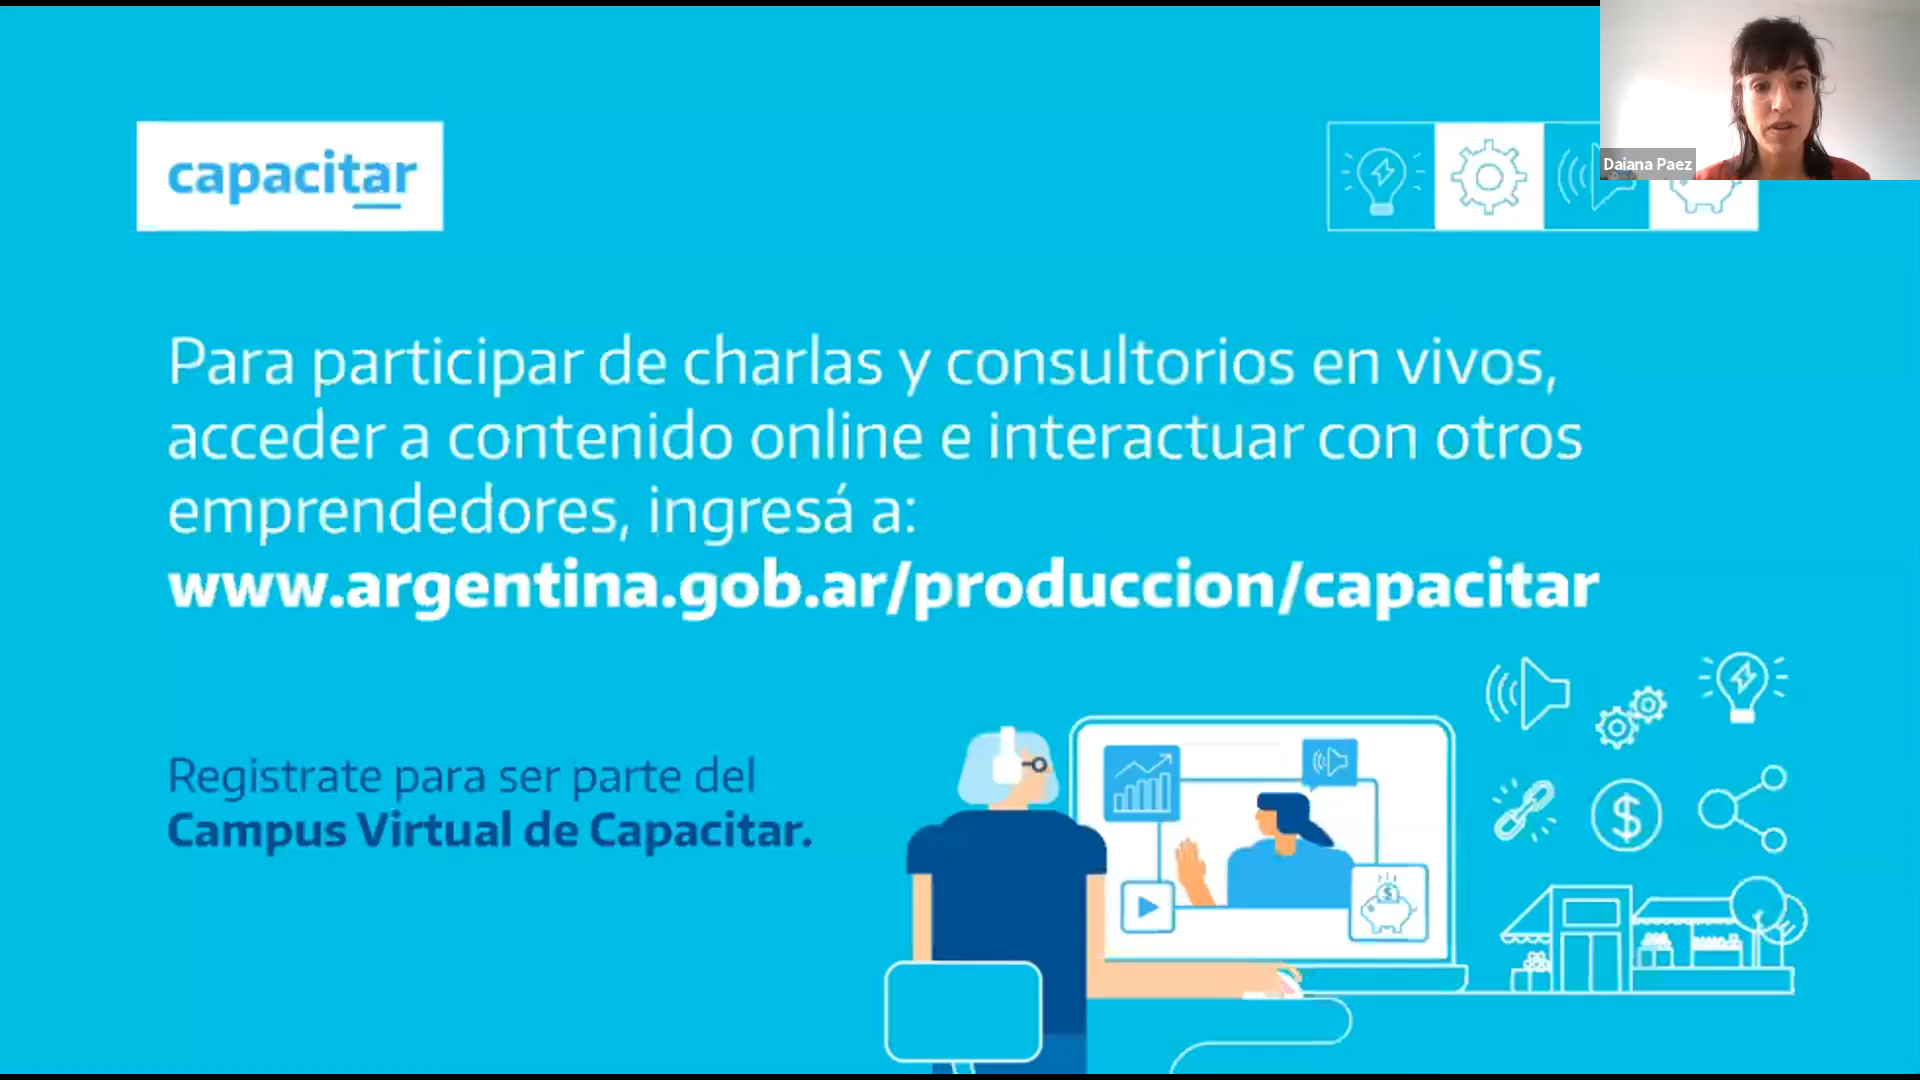 capacitar
Daiana Paez
Para participar de charlas y consultorios en vivos,
acceder a contenido online e interactuar con otros
emprendedores, ingresá a:
www.argentina.gob.ar/produccion/capacitar
Registrate para ser parte del
Campus Virtual de Capacitar.
$
$